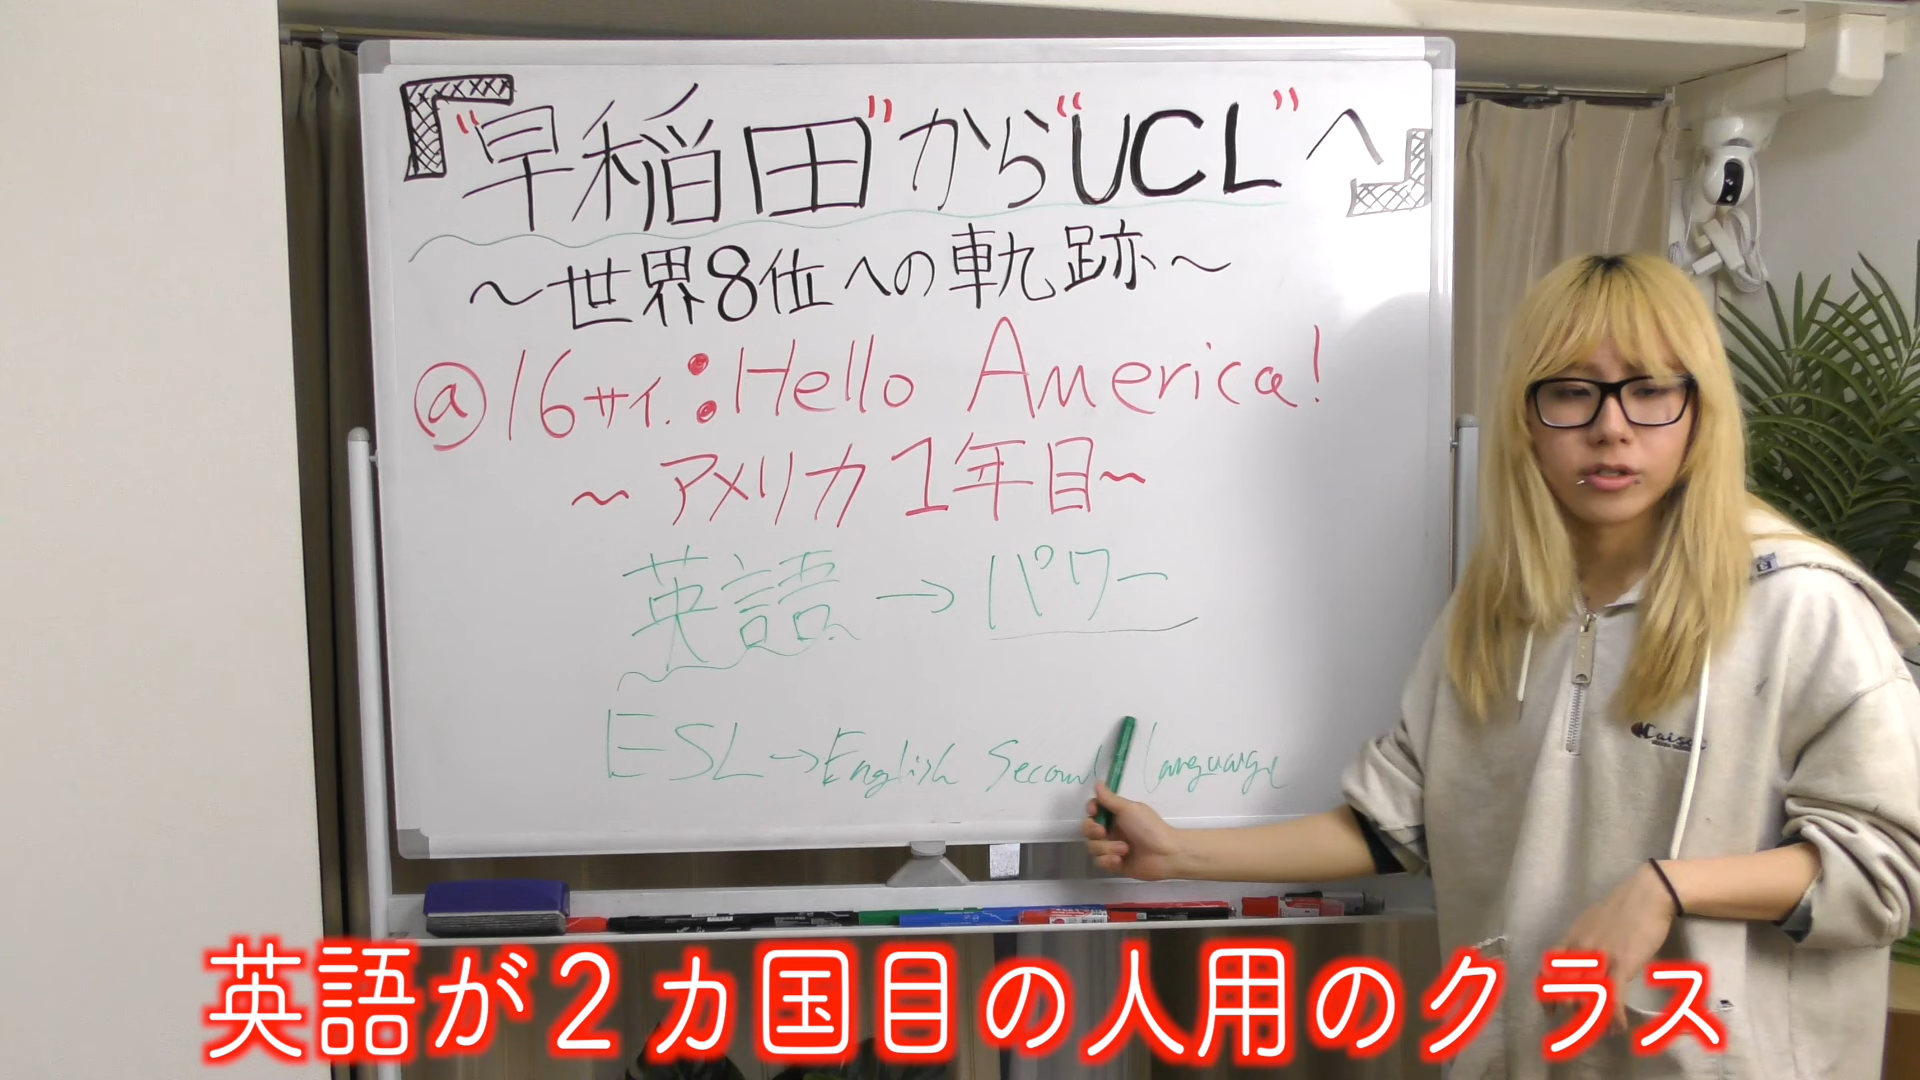 『"早稲田"から"UCL"へ』
～世界8位への軌跡～
@16サイ.:Hello America!
～アメリカ1年目～
英語→パワー
ESL→English Second Language
英語が２カ国目の人用のクラス